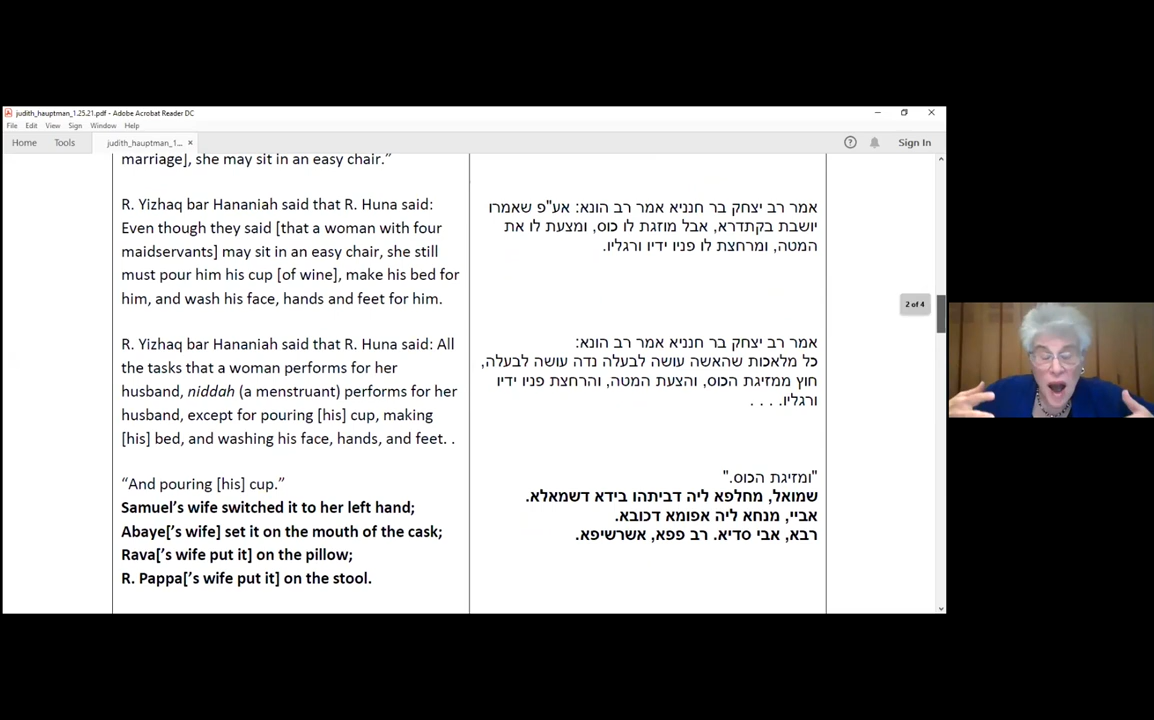 judith_hauptman_1.25.21.pdf - Adobe Acrobat Reader DC
File Edit View Sign Window Help
Home Tools judith_hauptman_1... × Sign In
marriage], she may sit in an easy chair.”
R. Yizhaq bar Hananiah said that R. Huna said:
Even though they said [that a woman with four
maidservants] may sit in an easy chair, she still
must pour him his cup [of wine], make his bed for
him, and wash his face, hands and feet for him.
R. Yizhaq bar Hananiah said that R. Huna said: All
the tasks that a woman performs for her
husband, niddah (a menstruant) performs for her
husband, except for pouring [his] cup, making
[his] bed, and washing his face, hands, and feet. .
“And pouring [his] cup.”
Samuel’s wife switched it to her left hand;
Abaye[’s wife] set it on the mouth of the cask;
Rava[’s wife put it] on the pillow;
R. Pappa[’s wife put it] on the stool.
אמר רב יצחק בר חנניא אמר רב הונא: אע"פ שאמרו
יושבת בקתדרא, אבל מוזגת לו כוס, ומצעת לו את
המטה, ומרחצת לו פניו ידיו ורגליו.
אמר רב יצחק בר חנניא אמר רב הונא:
כל מלאכות שהאשה עושה לבעלה נדה עושה לבעלה,
חוץ ממזיגת הכוס, והצעת המטה, והרחצת פניו ידיו
ורגליו. . . .
"ומזיגת הכוס."
שמואל, מחלפא ליה דביתהו בידא דשמאלא.
אביי, מנחא ליה אפומא דכובא.
רבא, אבי סדיא. רב פפא, אשרשיפא.
2 of 4